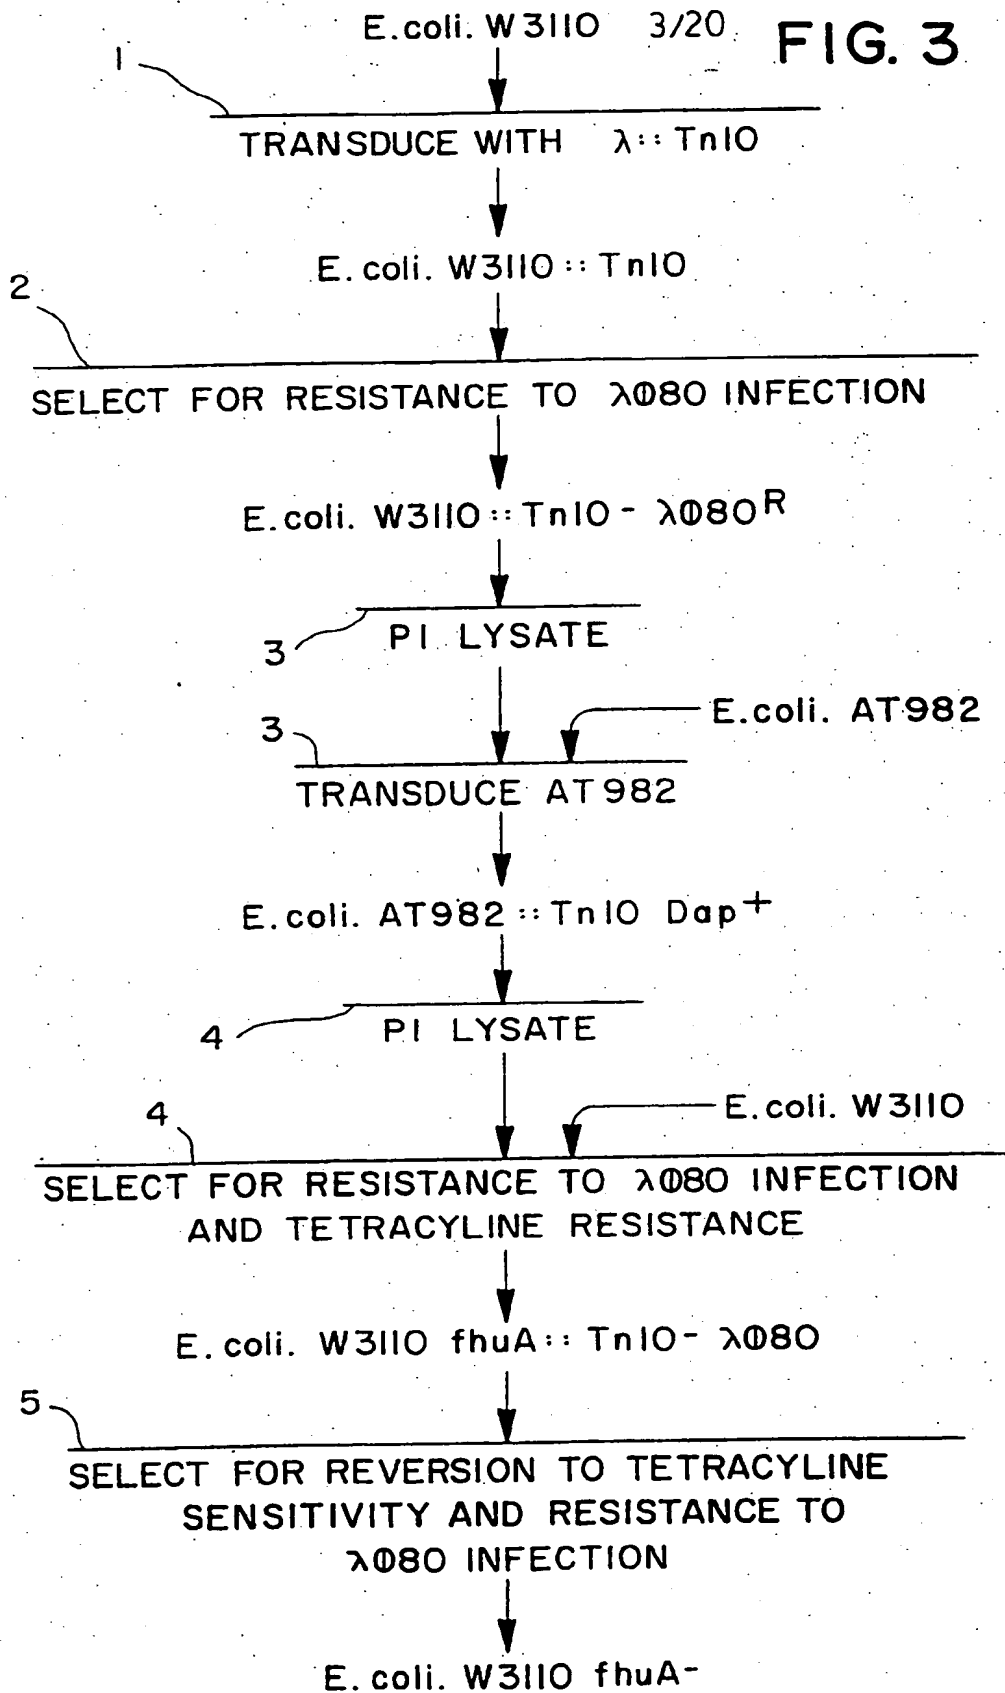 E.coli. W3110 3/20
FIG. 3
1
TRANSDUCE WITH λ::Tn10
E.coli. W3110::Tn10
2
SELECT FOR RESISTANCE TO λΦ80 INFECTION
E.coli. W3110::Tn10- λΦ80R
3
P1 LYSATE
E.coli. AT982
3
TRANSDUCE AT982
E.coli. AT982::Tn10 Dap+
4
P1 LYSATE
E.coli. W3110
4
SELECT FOR RESISTANCE TO λΦ80 INFECTION
AND TETRACYLINE RESISTANCE
E.coli. W3110 fhuA::Tn10- λΦ80
5
SELECT FOR REVERSION TO TETRACYLINE
SENSITIVITY AND RESISTANCE TO
λΦ80 INFECTION
E.coli. W3110 fhuA-